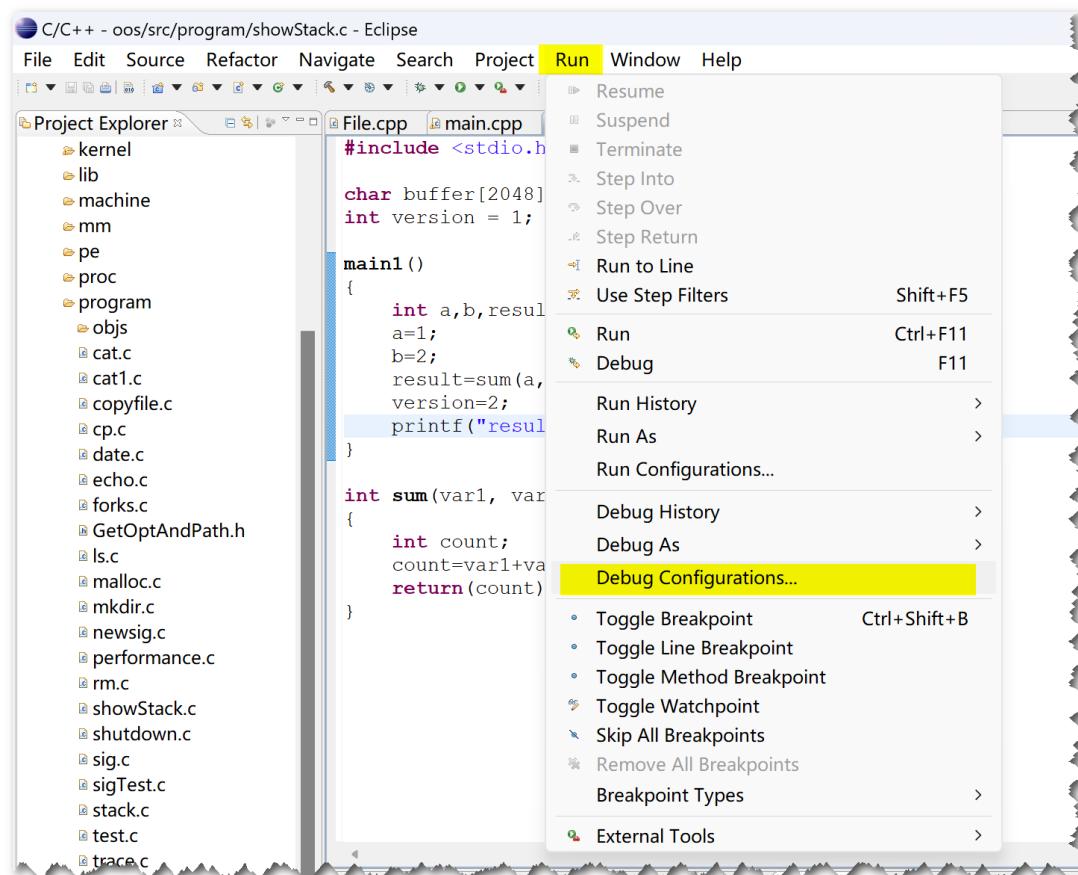 C/C++ - oos/src/program/showStack.c - Eclipse
File Edit Source Refactor Navigate Search Project Run Window Help
Project Explorer
kernel
lib
machine
mm
pe
proc
program
objs
cat.c
cat1.c
copyfile.c
cp.c
date.c
echo.c
forks.c
GetOptAndPath.h
ls.c
malloc.c
mkdir.c
newsig.c
performance.c
rm.c
showStack.c
shutdown.c
sig.c
sigTest.c
stack.c
test.c
trace.c
File.cpp main.cpp
#include <stdio.h
char buffer[2048]
int version = 1;
main1()
{
int a,b,resul
a=1;
b=2;
result=sum(a,
version=2;
printf("resul
}
int sum(var1, var
{
int count;
count=var1+va
return(count)
}
Resume
Suspend
Terminate
Step Into
Step Over
Step Return
Run to Line
Use Step Filters Shift+F5
Run Ctrl+F11
Debug F11
Run History
Run As
Run Configurations...
Debug History
Debug As
Debug Configurations...
Toggle Breakpoint Ctrl+Shift+B
Toggle Line Breakpoint
Toggle Method Breakpoint
Toggle Watchpoint
Skip All Breakpoints
Remove All Breakpoints
Breakpoint Types
External Tools